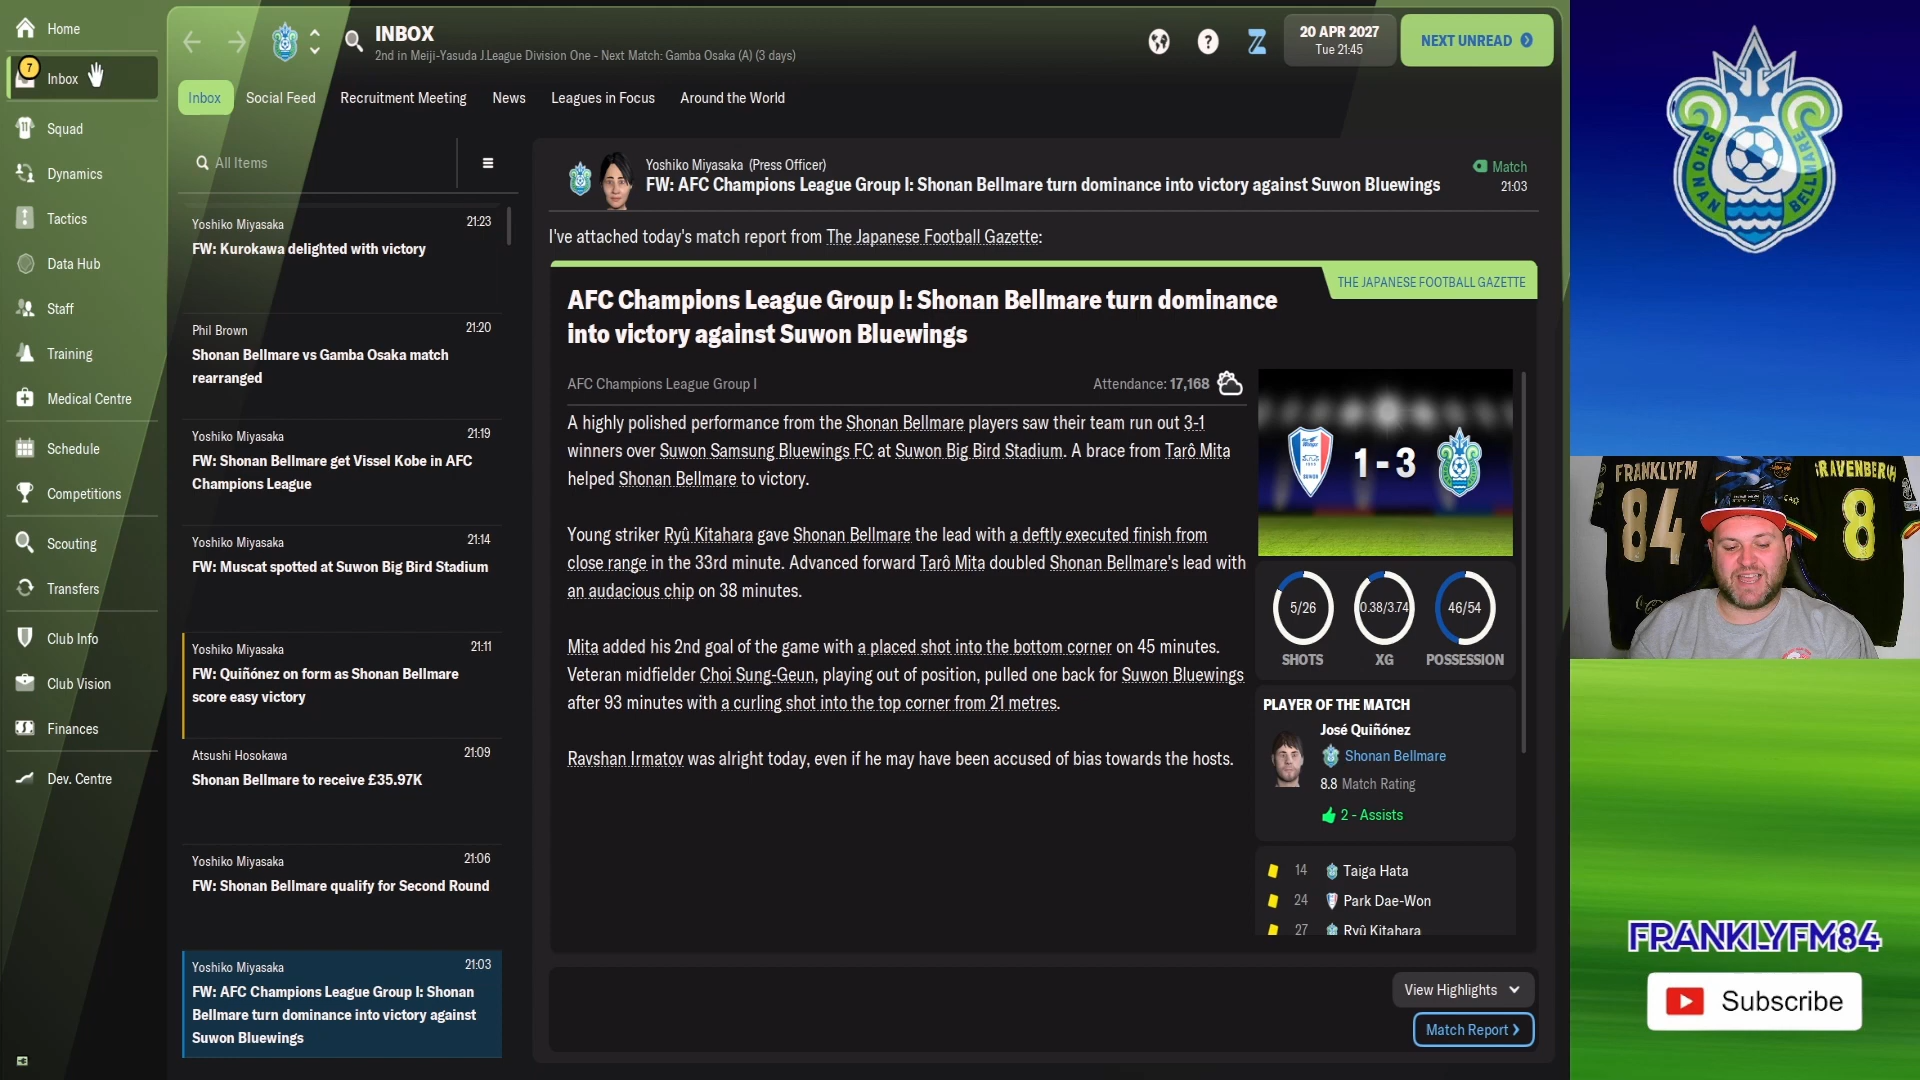 Home
7
Inbox
Squad
Dynamics
Tactics
Data Hub
Staff
Training
Medical Centre
Schedule
Competitions
Scouting
Transfers
Club Info
Club Vision
Finances
Dev. Centre
INBOX
2nd in Meiji-Yasuda J.League Division One - Next Match: Gamba Osaka (A) (3 days)
20 APR 2027
Tue 21:45
NEXT UNREAD
Inbox Social Feed Recruitment Meeting News Leagues in Focus Around the World
All Items
Yoshiko Miyasaka 21:23
FW: Kurokawa delighted with victory
Phil Brown 21:20
Shonan Bellmare vs Gamba Osaka match
rearranged
Yoshiko Miyasaka 21:19
FW: Shonan Bellmare get Vissel Kobe in AFC
Champions League
Yoshiko Miyasaka 21:14
FW: Muscat spotted at Suwon Big Bird Stadium
Yoshiko Miyasaka 21:11
FW: Quiñónez on form as Shonan Bellmare
score easy victory
Atsushi Hosokawa 21:09
Shonan Bellmare to receive £35.97K
Yoshiko Miyasaka 21:06
FW: Shonan Bellmare qualify for Second Round
Yoshiko Miyasaka 21:03
FW: AFC Champions League Group I: Shonan
Bellmare turn dominance into victory against
Suwon Bluewings
Yoshiko Miyasaka (Press Officer)
FW: AFC Champions League Group I: Shonan Bellmare turn dominance into victory against Suwon Bluewings
Match
21:03
I've attached today's match report from The Japanese Football Gazette:
THE JAPANESE FOOTBALL GAZETTE
AFC Champions League Group I: Shonan Bellmare turn dominance
into victory against Suwon Bluewings
AFC Champions League Group I Attendance: 17,168
A highly polished performance from the Shonan Bellmare players saw their team run out 3-1
winners over Suwon Samsung Bluewings FC at Suwon Big Bird Stadium. A brace from Tarô Mita
helped Shonan Bellmare to victory.
Young striker Ryû Kitahara gave Shonan Bellmare the lead with a deftly executed finish from
close range in the 33rd minute. Advanced forward Tarô Mita doubled Shonan Bellmare's lead with
an audacious chip on 38 minutes.
Mita added his 2nd goal of the game with a placed shot into the bottom corner on 45 minutes.
Veteran midfielder Choi Sung-Geun, playing out of position, pulled one back for Suwon Bluewings
after 93 minutes with a curling shot into the top corner from 21 metres.
Ravshan Irmatov was alright today, even if he may have been accused of bias towards the hosts.
1 - 3
5/26 0.38/3.74 46/54
SHOTS XG POSSESSION
PLAYER OF THE MATCH
José Quiñónez
Shonan Bellmare
8.8 Match Rating
2 - Assists
14 Taiga Hata
24 Park Dae-Won
27 Ryû Kitahara
View Highlights
Match Report
SHONAN BELLMARE
FRANKLYFM
84
GRAVENBERCH
8
FRANKLYFM84
Subscribe